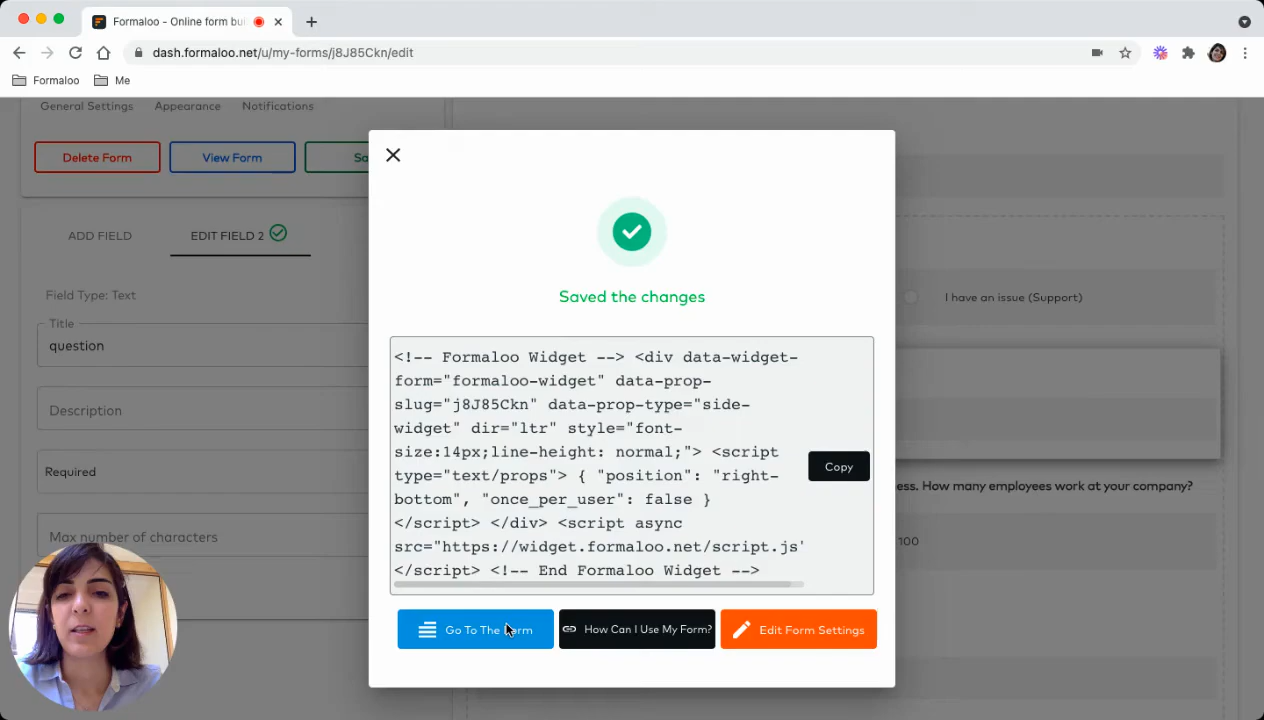 Formaloo - Online form bu
dash.formaloo.net/u/my-forms/j8J85Ckn/edit
Formaloo
Me
General Settings
Appearance
Notifications
Delete Form
View Form
Sa
ADD FIELD
EDIT FIELD 2
Field Type: Text
Title
question
Description
Required
Max number of characters
Saved the changes
<!-- Formaloo Widget --> <div data-widget-
form="formaloo-widget" data-prop-
slug="j8J85Ckn" data-prop-type="side-
widget" dir="ltr" style="font-
size:14px;line-height: normal;"> <script
type="text/props"> { "position": "right-
bottom", "once_per_user": false }
</script> </div> <script async
src="https://widget.formaloo.net/script.js'
</script> <!-- End Formaloo Widget -->
Copy
Go To The Form
How Can I Use My Form?
Edit Form Settings
I have an issue (Support)
ess. How many employees work at your company?
100